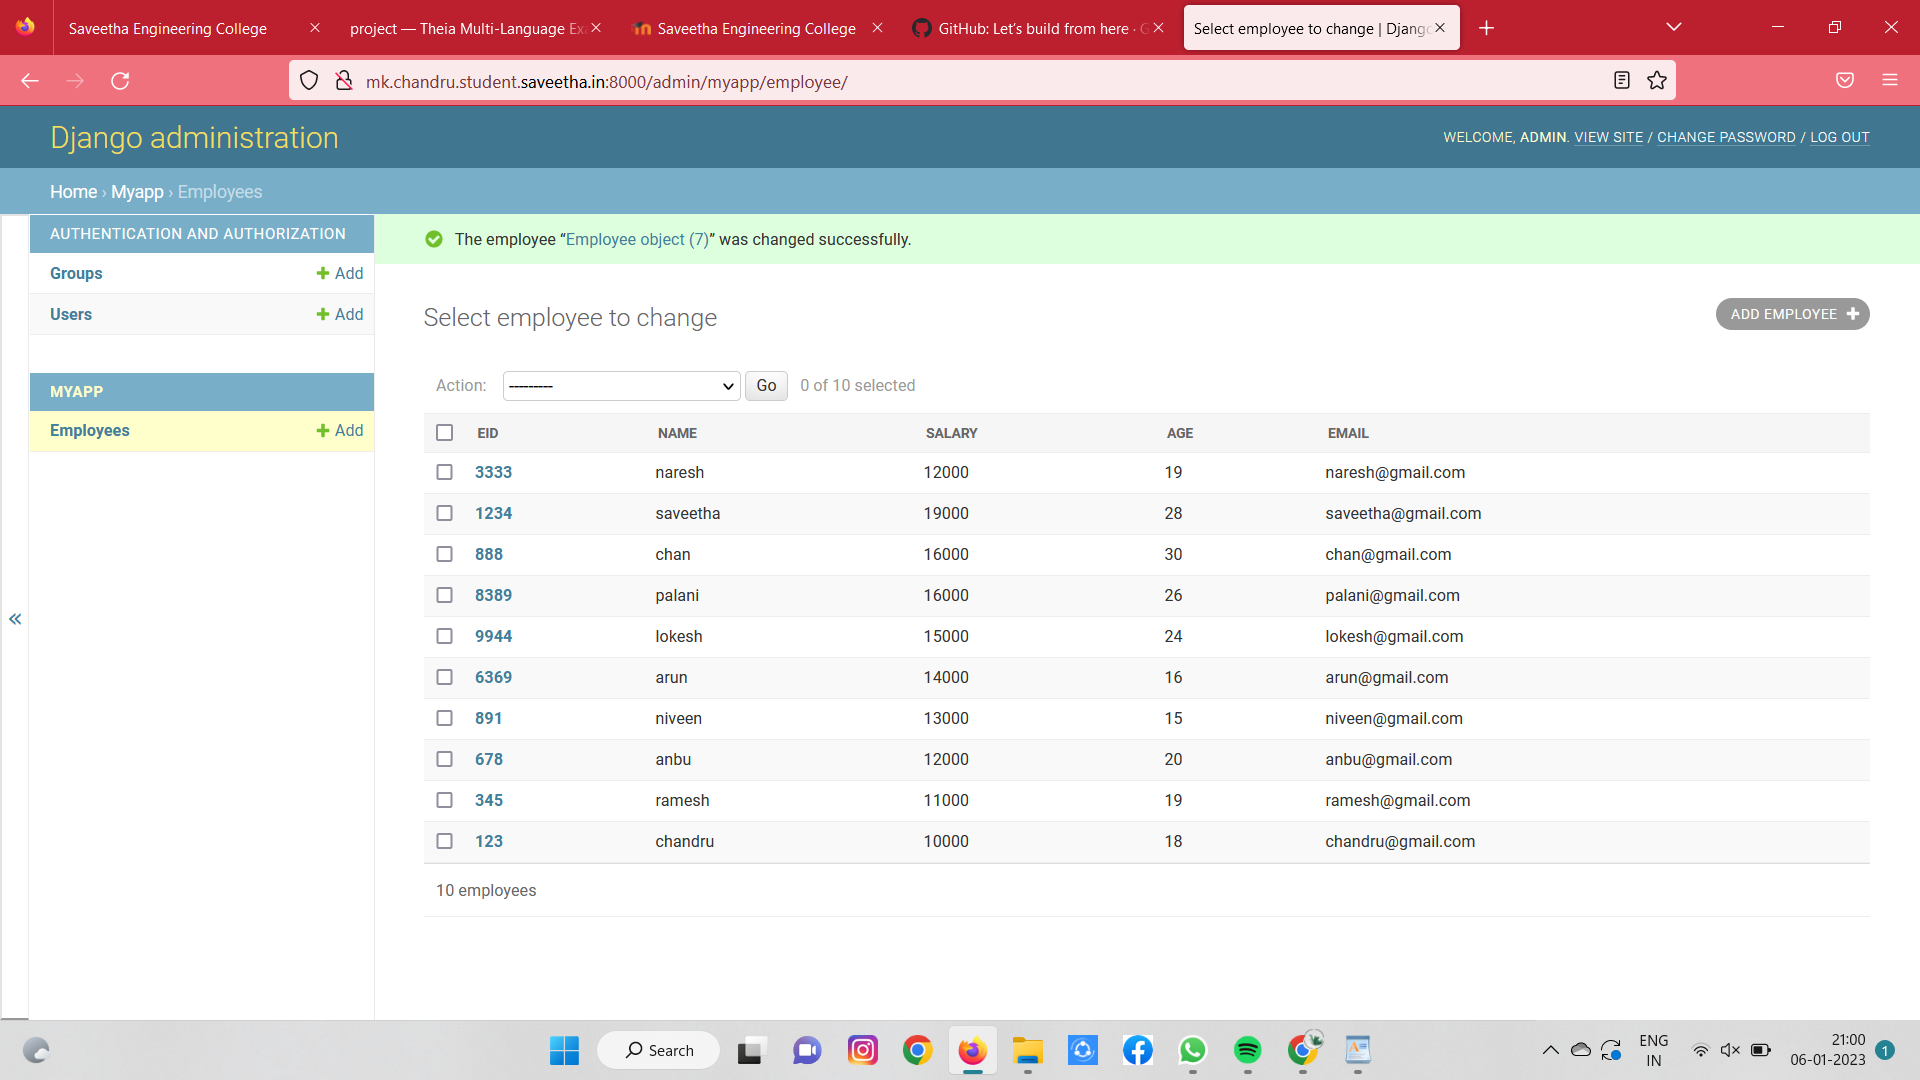 Saveetha Engineering College
project — Theia Multi-Language Ex
Saveetha Engineering College
GitHub: Let's build from here · G
Select employee to change | Django
mk.chandru.student.saveetha.in:8000/admin/myapp/employee/
Django administration
WELCOME, ADMIN. VIEW SITE / CHANGE PASSWORD / LOG OUT
Home › Myapp › Employees
AUTHENTICATION AND AUTHORIZATION
Groups Add
Users Add
MYAPP
Employees Add
The employee “Employee object (7)” was changed successfully.
Select employee to change
ADD EMPLOYEE
Action: --------- Go 0 of 10 selected
EID NAME SALARY AGE EMAIL
3333 naresh 12000 19 naresh@gmail.com
1234 saveetha 19000 28 saveetha@gmail.com
888 chan 16000 30 chan@gmail.com
8389 palani 16000 26 palani@gmail.com
9944 lokesh 15000 24 lokesh@gmail.com
6369 arun 14000 16 arun@gmail.com
891 niveen 13000 15 niveen@gmail.com
678 anbu 12000 20 anbu@gmail.com
345 ramesh 11000 19 ramesh@gmail.com
123 chandru 10000 18 chandru@gmail.com
10 employees
Search
ENG
IN
21:00
06-01-2023
1